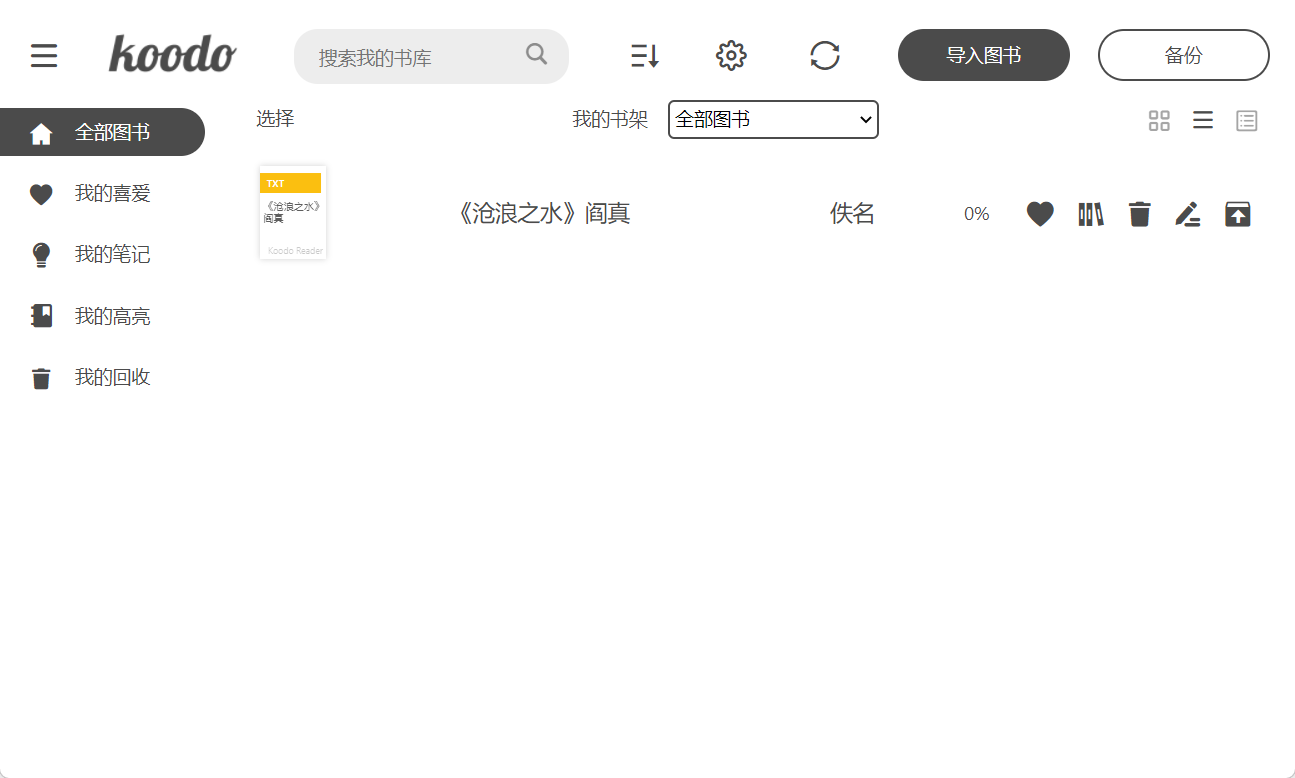 koodo
搜索我的书库
导入图书
备份
全部图书
选择
我的书架
全部图书
我的喜爱
我的笔记
我的高亮
我的回收
TXT
《沧浪之水》
阎真
Koodo Reader
《沧浪之水》阎真
佚名
0%